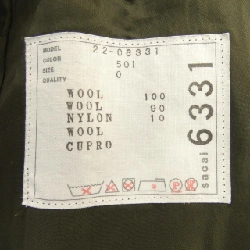 MODEL 22-06331
COLOR 501
SIZE 0
QUALITY
WOOL 100
WOOL 90
NYLON 10
WOOL
CUPRO
sacai 6331